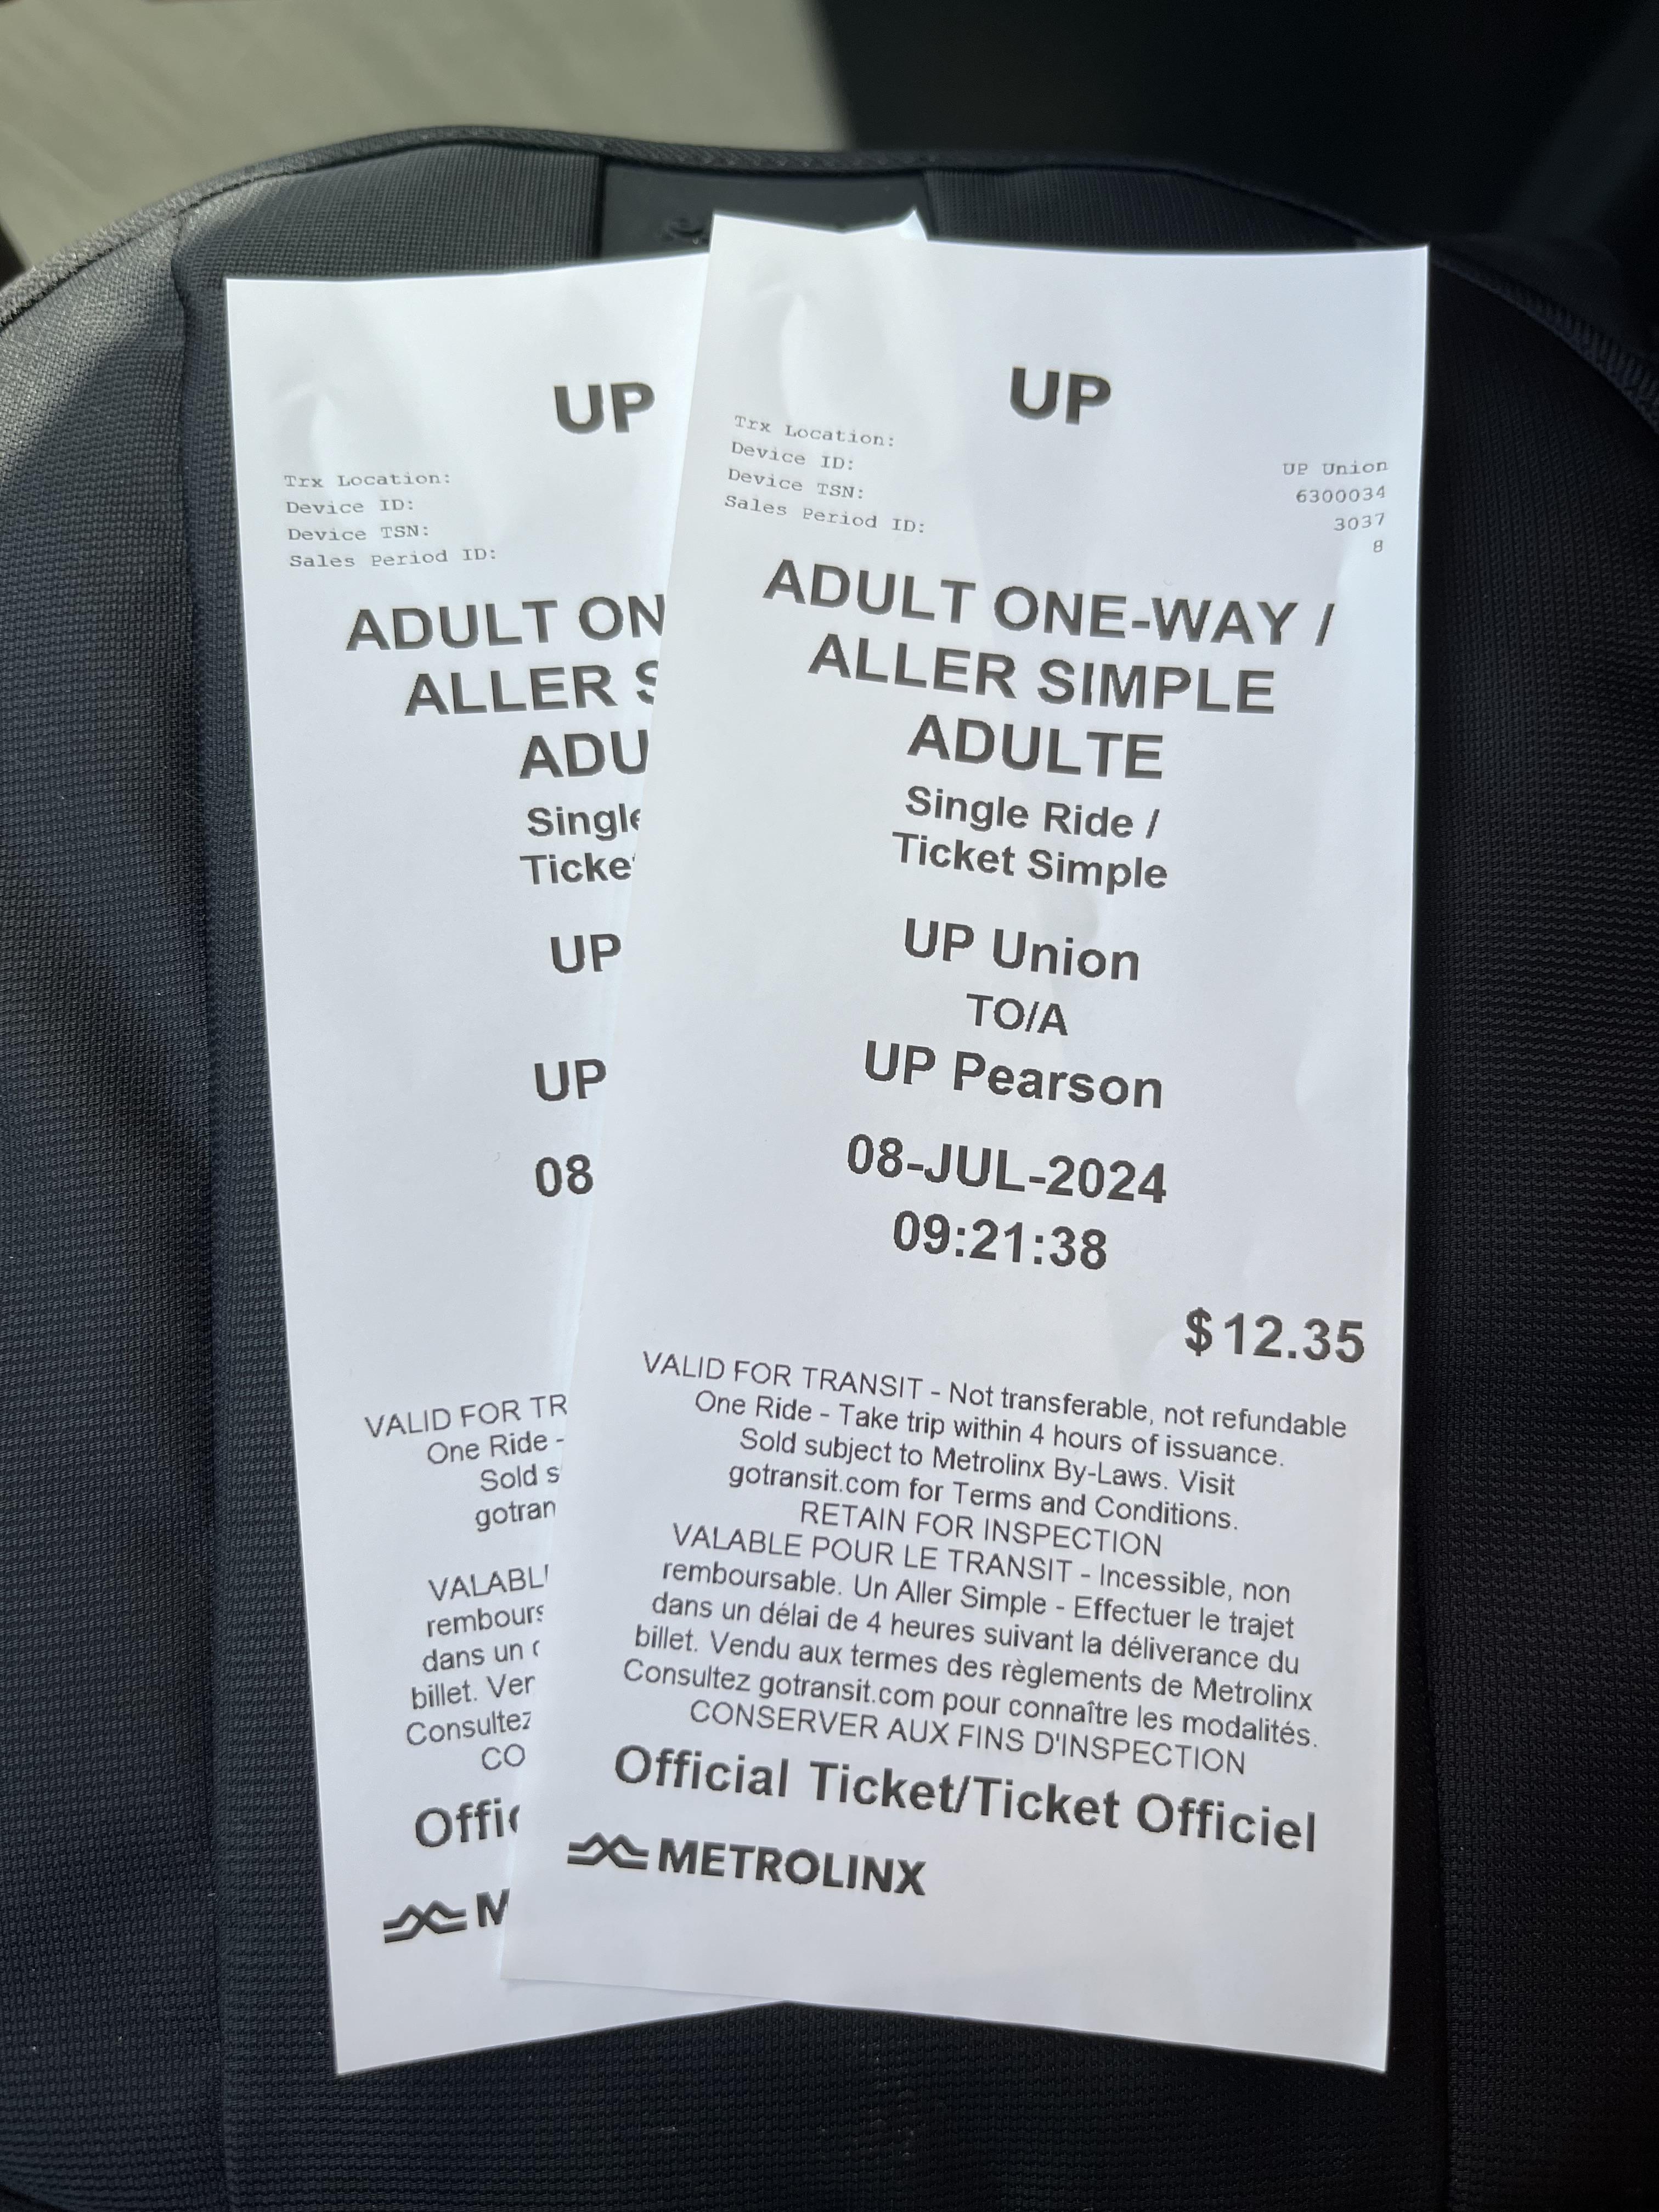 UP
Trx Location:
Device ID:
Device TSN:
Sales Period ID:
ADULT ON
ALLER S
ADU
Single
Ticket
UP
UP
08
VALID FOR TR
One Ride -
Sold s
gotran
VALABL
rembours
dans un d
billet. Ven
Consultez
CO
Offic
M
UP
Trx Location: UP Union
Device ID: 6300034
Device TSN: 3037
Sales Period ID: 8
ADULT ONE-WAY /
ALLER SIMPLE
ADULTE
Single Ride /
Ticket Simple
UP Union
TO/A
UP Pearson
08-JUL-2024
09:21:38
$12.35
VALID FOR TRANSIT - Not transferable, not refundable
One Ride - Take trip within 4 hours of issuance.
Sold subject to Metrolinx By-Laws. Visit
gotransit.com for Terms and Conditions.
RETAIN FOR INSPECTION
VALABLE POUR LE TRANSIT - Incessible, non
remboursable. Un Aller Simple - Effectuer le trajet
dans un délai de 4 heures suivant la déliverance du
billet. Vendu aux termes des règlements de Metrolinx
Consultez gotransit.com pour connaître les modalités.
CONSERVER AUX FINS D'INSPECTION
Official Ticket/Ticket Officiel
METROLINX